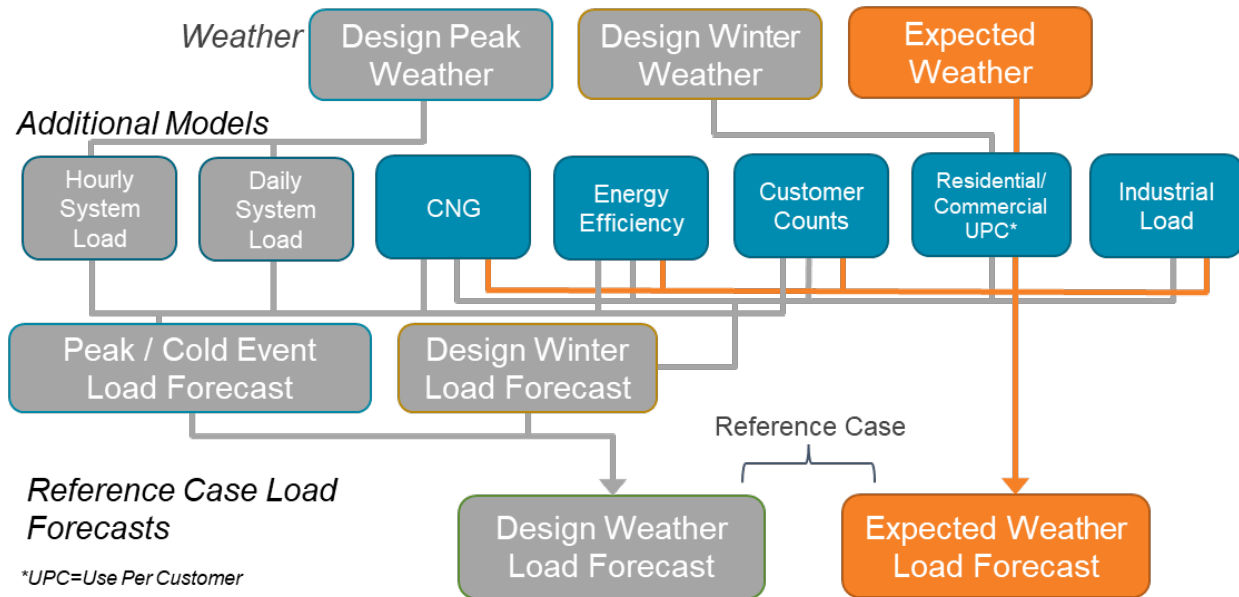 Weather
Design Peak
Weather
Design Winter
Weather
Expected
Weather
Additional Models
Hourly
System
Load
Daily
System
Load
CNG
Energy
Efficiency
Customer
Counts
Residential/
Commercial
UPC*
Industrial
Load
Peak / Cold Event
Load Forecast
Design Winter
Load Forecast
Reference Case
Reference Case Load
Forecasts
Design Weather
Load Forecast
Expected Weather
Load Forecast
*UPC=Use Per Customer